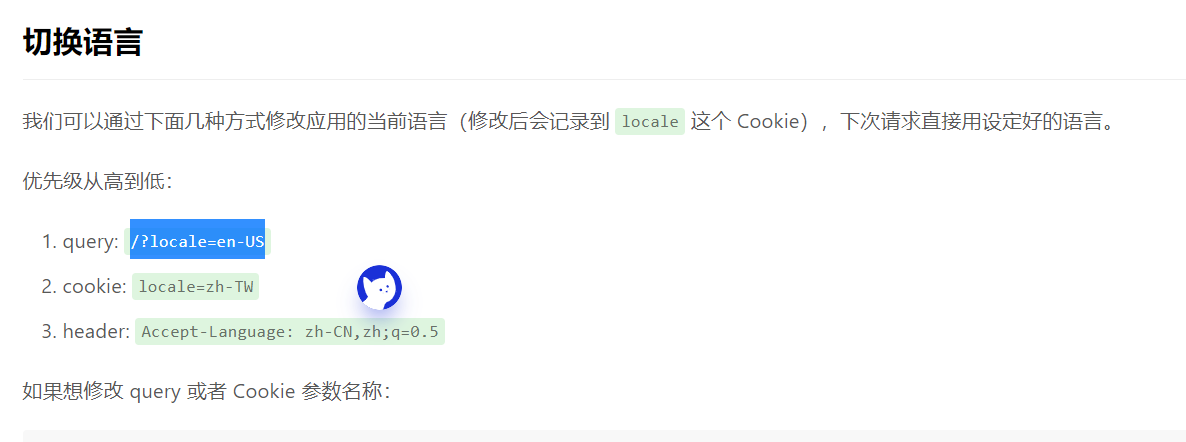 切换语言
我们可以通过下面几种方式修改应用的当前语言（修改后会记录到 locale 这个 Cookie），下次请求直接用设定好的语言。
优先级从高到低：
1. query: /?locale=en-US
2. cookie: locale=zh-TW
3. header: Accept-Language: zh-CN,zh;q=0.5
如果想修改 query 或者 Cookie 参数名称：